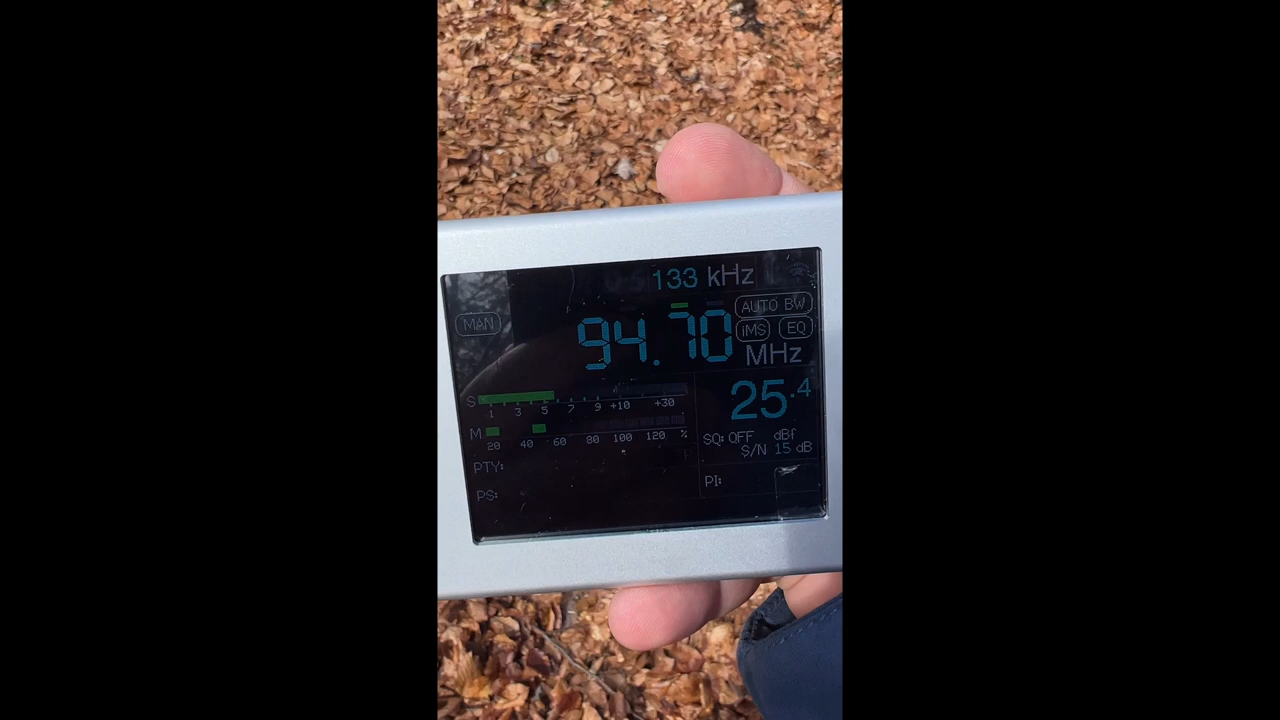 133 kHz
AUTO BW
MAN
94.70
iMS
EQ
MHz
25.4
S
1 3 5 7 9 +10 +30
M
20 40 60 80 100 120 %
SQ: OFF dBf
S/N 15 dB
PTY:
PI:
PS: